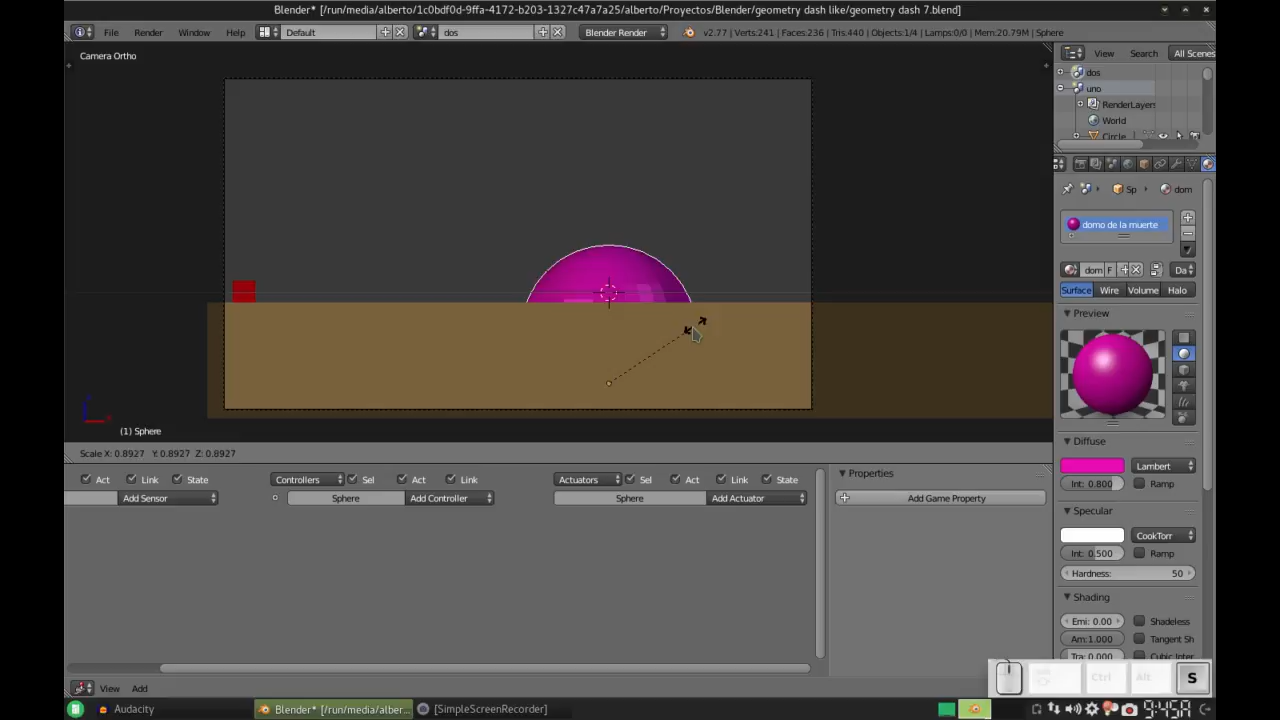 Blender* [/run/media/alberto/1c0bdf0d-9ffa-4172-b203-1327c47a7a25/alberto/Proyectos/Blender/geometry dash like/geometry dash 7.blend]
File Render Window Help Default dos Blender Render v2.77 | Verts:241 | Faces:236 | Tris:440 | Objects:1/4 | Lamps:0/0 | Mem:20.79M | Sphere
Camera Ortho
View Search All Scenes
dos
uno
RenderLayers
World
Circle
Sp dom
domo de la muerte
dom F Da
Surface Wire Volume Halo
Preview
Diffuse
Lambert
Int: 0.800 Ramp
Specular
CookTorr
Int: 0.500 Ramp
Hardness: 50
Shading
Emi: 0.00 Shadeless
Am:1.000 Tangent Sh
Tra: 0.000 Cubic Inter
(1) Sphere
Scale X: 0.8927 Y: 0.8927 Z: 0.8927
Act Link State Controllers Sel Act Link Actuators Sel Act Link State Properties
Add Sensor Sphere Add Controller Sphere Add Actuator Add Game Property
Ctrl Alt S
View Add
Audacity Blender* [/run/media/alber... [SimpleScreenRecorder] 9:45:58